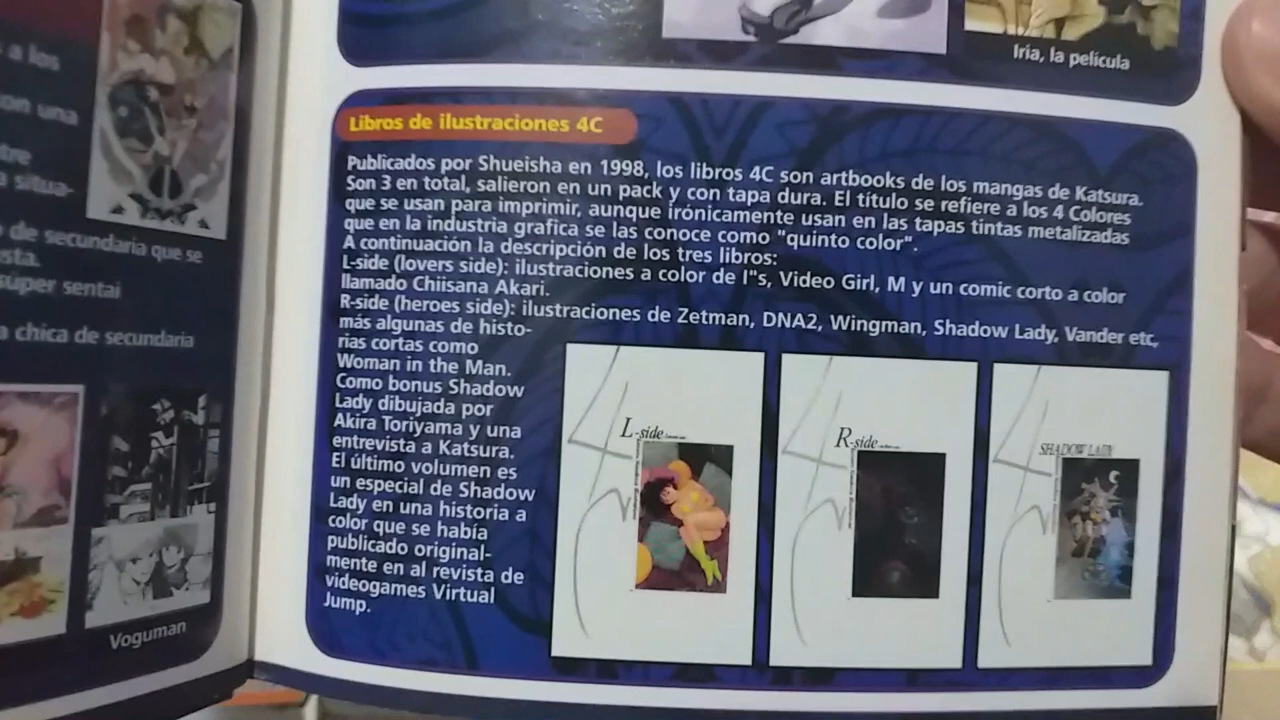 a los
on una
tre
situa-
de secundaria que se
sta.
súper sentai
a chica de secundaria
Voguman
Iria, la película
Libros de ilustraciones 4C
Publicados por Shueisha en 1998, los libros 4C son artbooks de los mangas de Katsura.
Son 3 en total, salieron en un pack y con tapa dura. El título se refiere a los 4 Colores
que se usan para imprimir, aunque irónicamente usan en las tapas tintas metalizadas
que en la industria grafica se las conoce como "quinto color".
A continuación la descripción de los tres libros:
L-side (lovers side): ilustraciones a color de I"s, Video Girl, M y un comic corto a color
llamado Chiisana Akari.
R-side (heroes side): ilustraciones de Zetman, DNA2, Wingman, Shadow Lady, Vander etc,
más algunas de histo-
rias cortas como
Woman in the Man.
Como bonus Shadow
Lady dibujada por
Akira Toriyama y una
entrevista a Katsura.
El último volumen es
un especial de Shadow
Lady en una historia a
color que se había
publicado original-
mente en al revista de
videogames Virtual
Jump.
L-side
R-side
SHADOW LADY